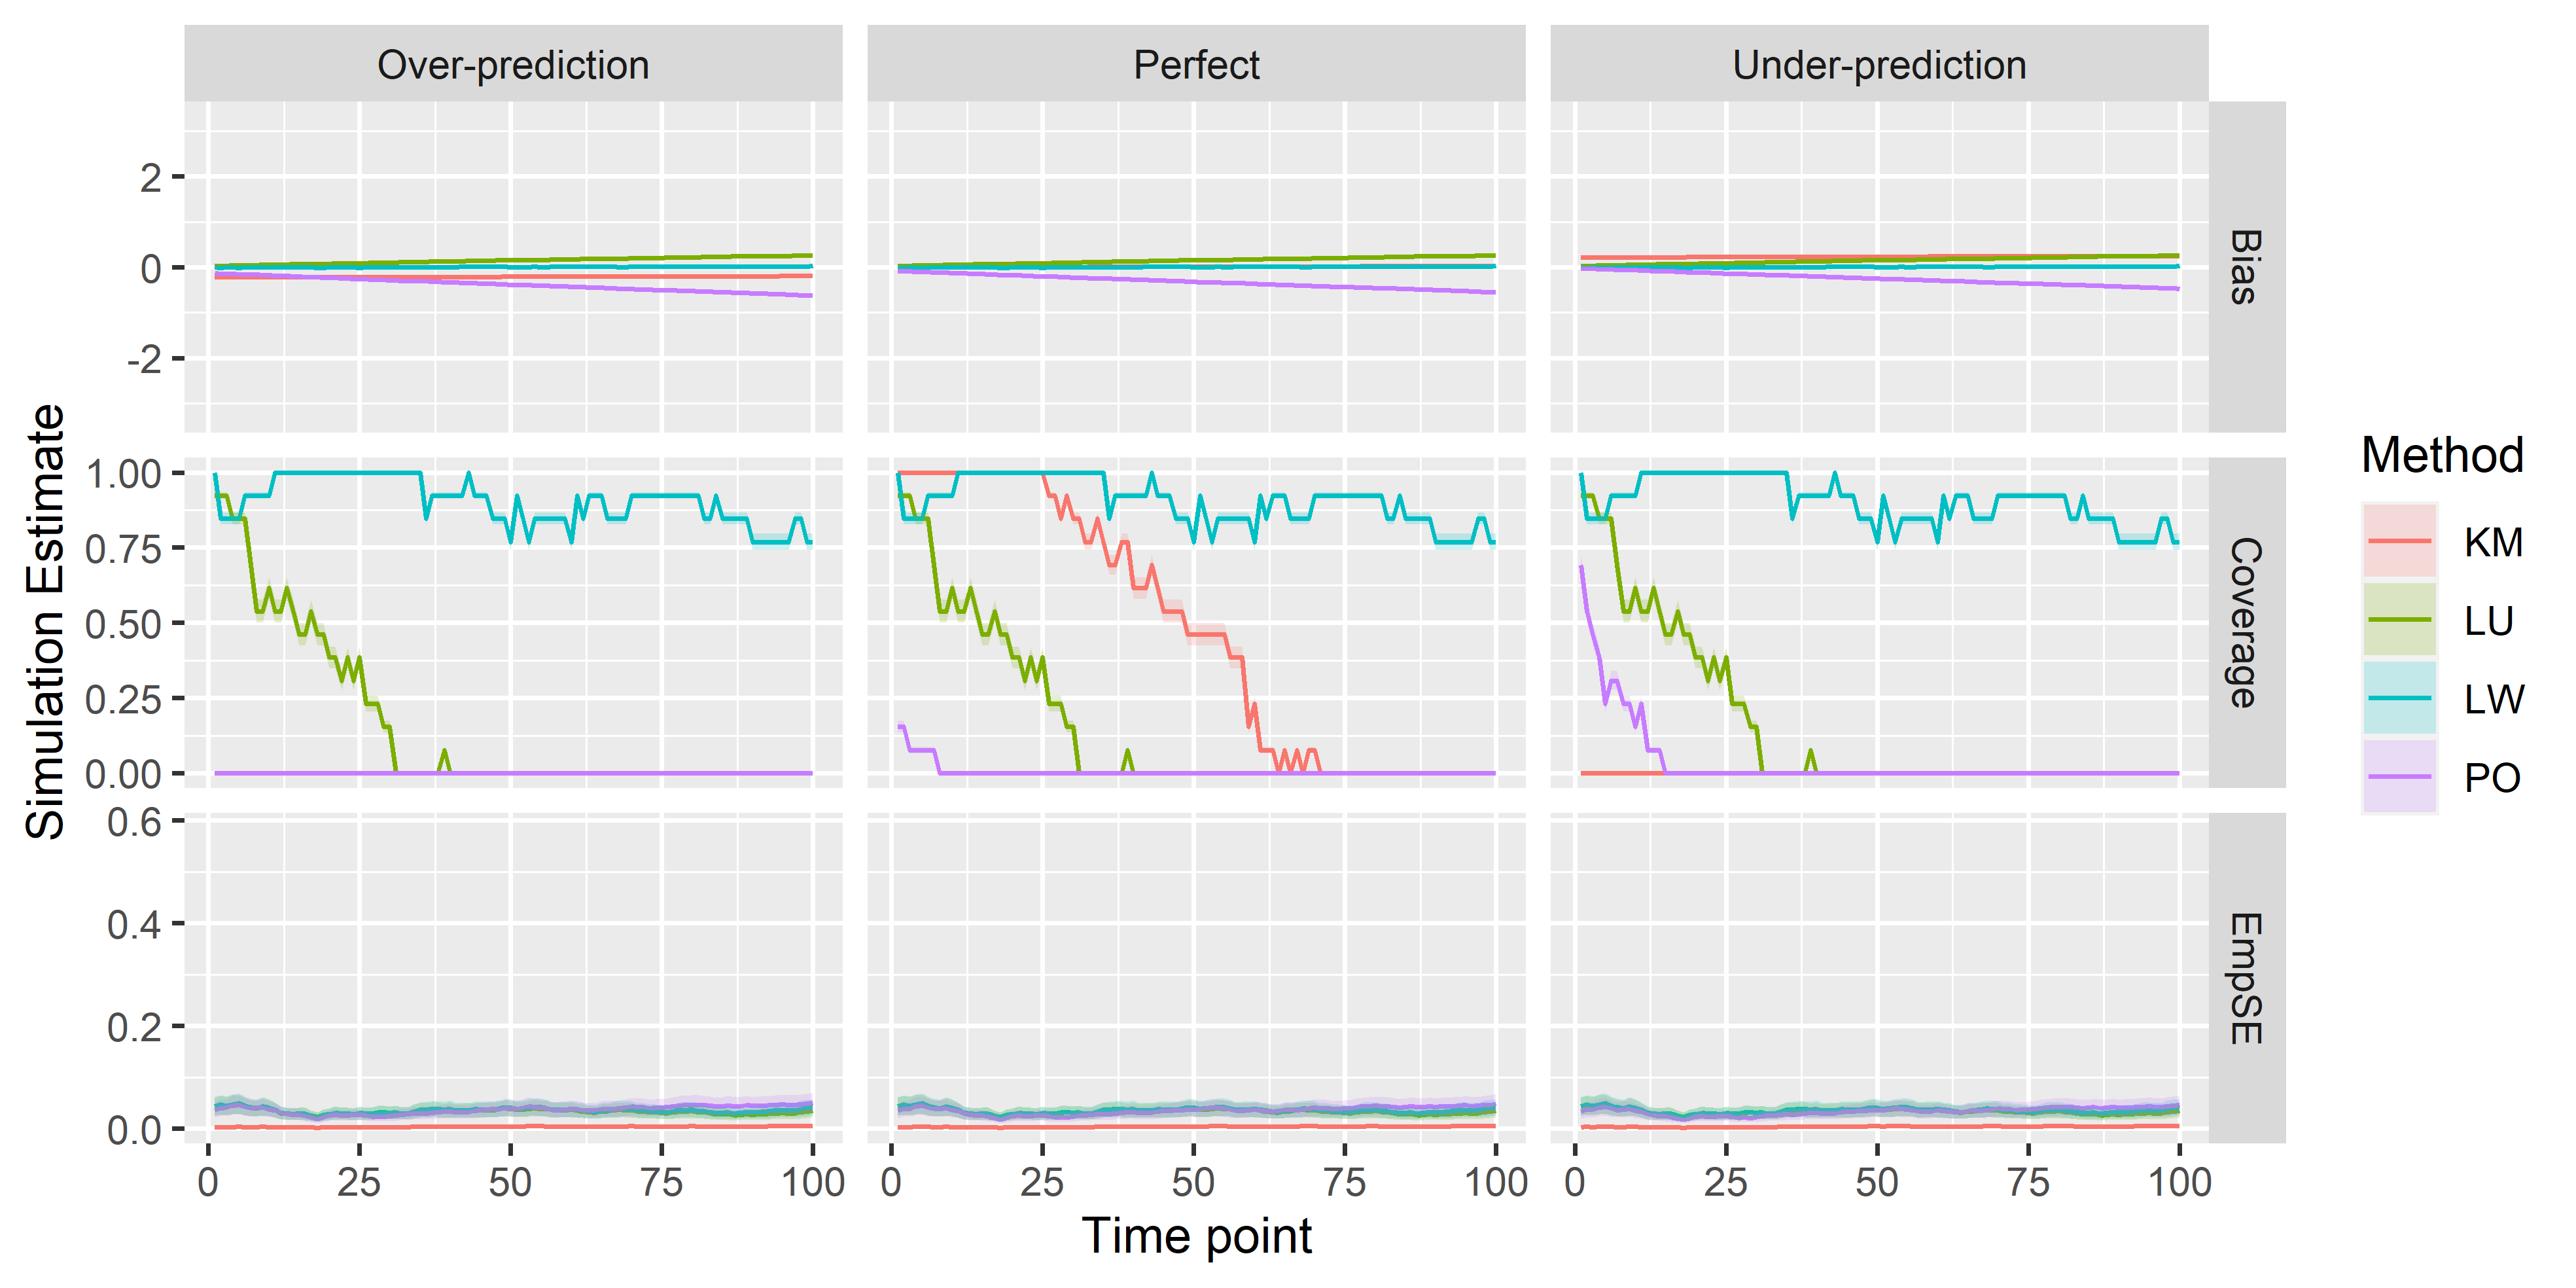 Over-prediction
Perfect
Under-prediction
2
0
-2
Bias
Simulation Estimate
1.00
0.75
0.50
0.25
0.00
Coverage
0.6
0.4
0.2
0.0
EmpSE
0 25 50 75 100
0 25 50 75 100
0 25 50 75 100
Time point
Method
KM
LU
LW
PO